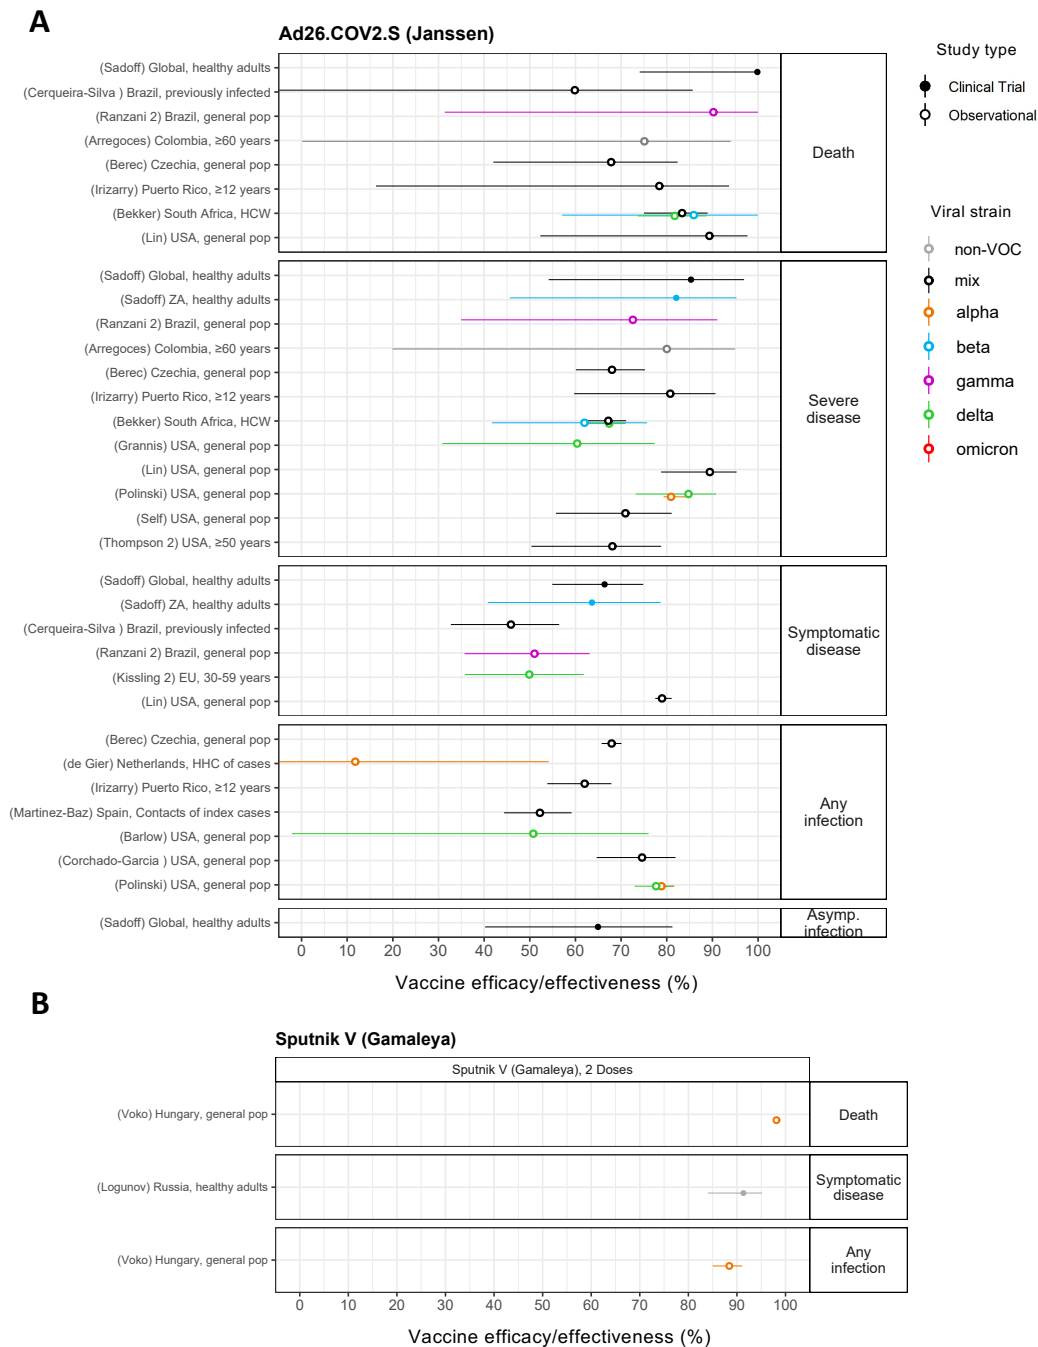 A
Ad26.COV2.S (Janssen)
(Sadoff) Global, healthy adults
(Cerqueira-Silva ) Brazil, previously infected
(Ranzani 2) Brazil, general pop
(Arregoces) Colombia, ≥60 years
(Berec) Czechia, general pop
(Irizarry) Puerto Rico, ≥12 years
(Bekker) South Africa, HCW
(Lin) USA, general pop
Death
(Sadoff) Global, healthy adults
(Sadoff) ZA, healthy adults
(Ranzani 2) Brazil, general pop
(Arregoces) Colombia, ≥60 years
(Berec) Czechia, general pop
(Irizarry) Puerto Rico, ≥12 years
(Bekker) South Africa, HCW
(Grannis) USA, general pop
(Lin) USA, general pop
(Polinski) USA, general pop
(Self) USA, general pop
(Thompson 2) USA, ≥50 years
Severe
disease
(Sadoff) Global, healthy adults
(Sadoff) ZA, healthy adults
(Cerqueira-Silva ) Brazil, previously infected
(Ranzani 2) Brazil, general pop
(Kissling 2) EU, 30-59 years
(Lin) USA, general pop
Symptomatic
disease
(Berec) Czechia, general pop
(de Gier) Netherlands, HHC of cases
(Irizarry) Puerto Rico, ≥12 years
(Martinez-Baz) Spain, Contacts of index cases
(Barlow) USA, general pop
(Corchado-Garcia ) USA, general pop
(Polinski) USA, general pop
Any
infection
(Sadoff) Global, healthy adults
Asymp.
infection
0 10 20 30 40 50 60 70 80 90 100
Vaccine efficacy/effectiveness (%)
Study type
Clinical Trial
Observational
Viral strain
non-VOC
mix
alpha
beta
gamma
delta
omicron
B
Sputnik V (Gamaleya)
Sputnik V (Gamaleya), 2 Doses
(Voko) Hungary, general pop
Death
(Logunov) Russia, healthy adults
Symptomatic
disease
(Voko) Hungary, general pop
Any
infection
0 10 20 30 40 50 60 70 80 90 100
Vaccine efficacy/effectiveness (%)